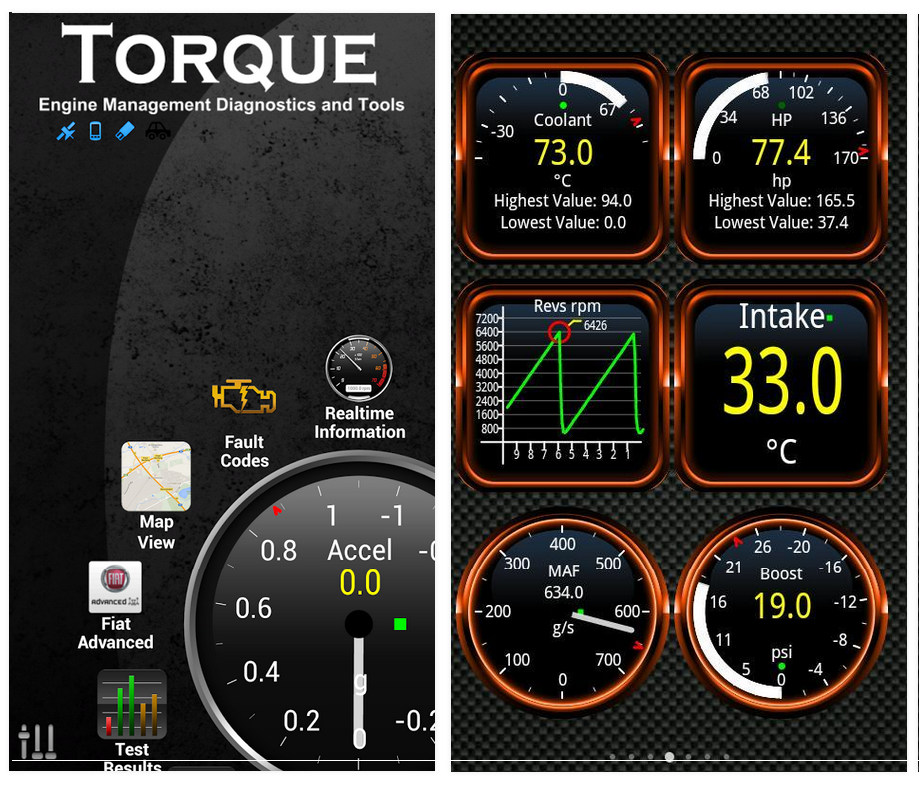 TORQUE
Engine Management Diagnostics and Tools
Realtime
Information
Fault
Codes
Map
View
FIAT
ADVANCED
Fiat
Advanced
Test
Results
1 -1
0.8 Accel -0
0.0
0.6
0.4 g
0.2 -0.2
0
0
67
-30
Coolant
73.0
°C
Highest Value: 94.0
Lowest Value: 0.0
68 102
34 HP 136
0 77.4 170
hp
Highest Value: 165.5
Lowest Value: 37.4
Revs rpm
6426
7200
6400
5600
4800
4000
3200
2400
1600
800
9 8 7 6 5 4 3 2 1
Intake
33.0
°C
400
300 500
MAF
634.0
200 600
g/s
100 700
0
26 -20
21 -16
Boost
16 19.0 -12
11 -8
psi
5 -4
0